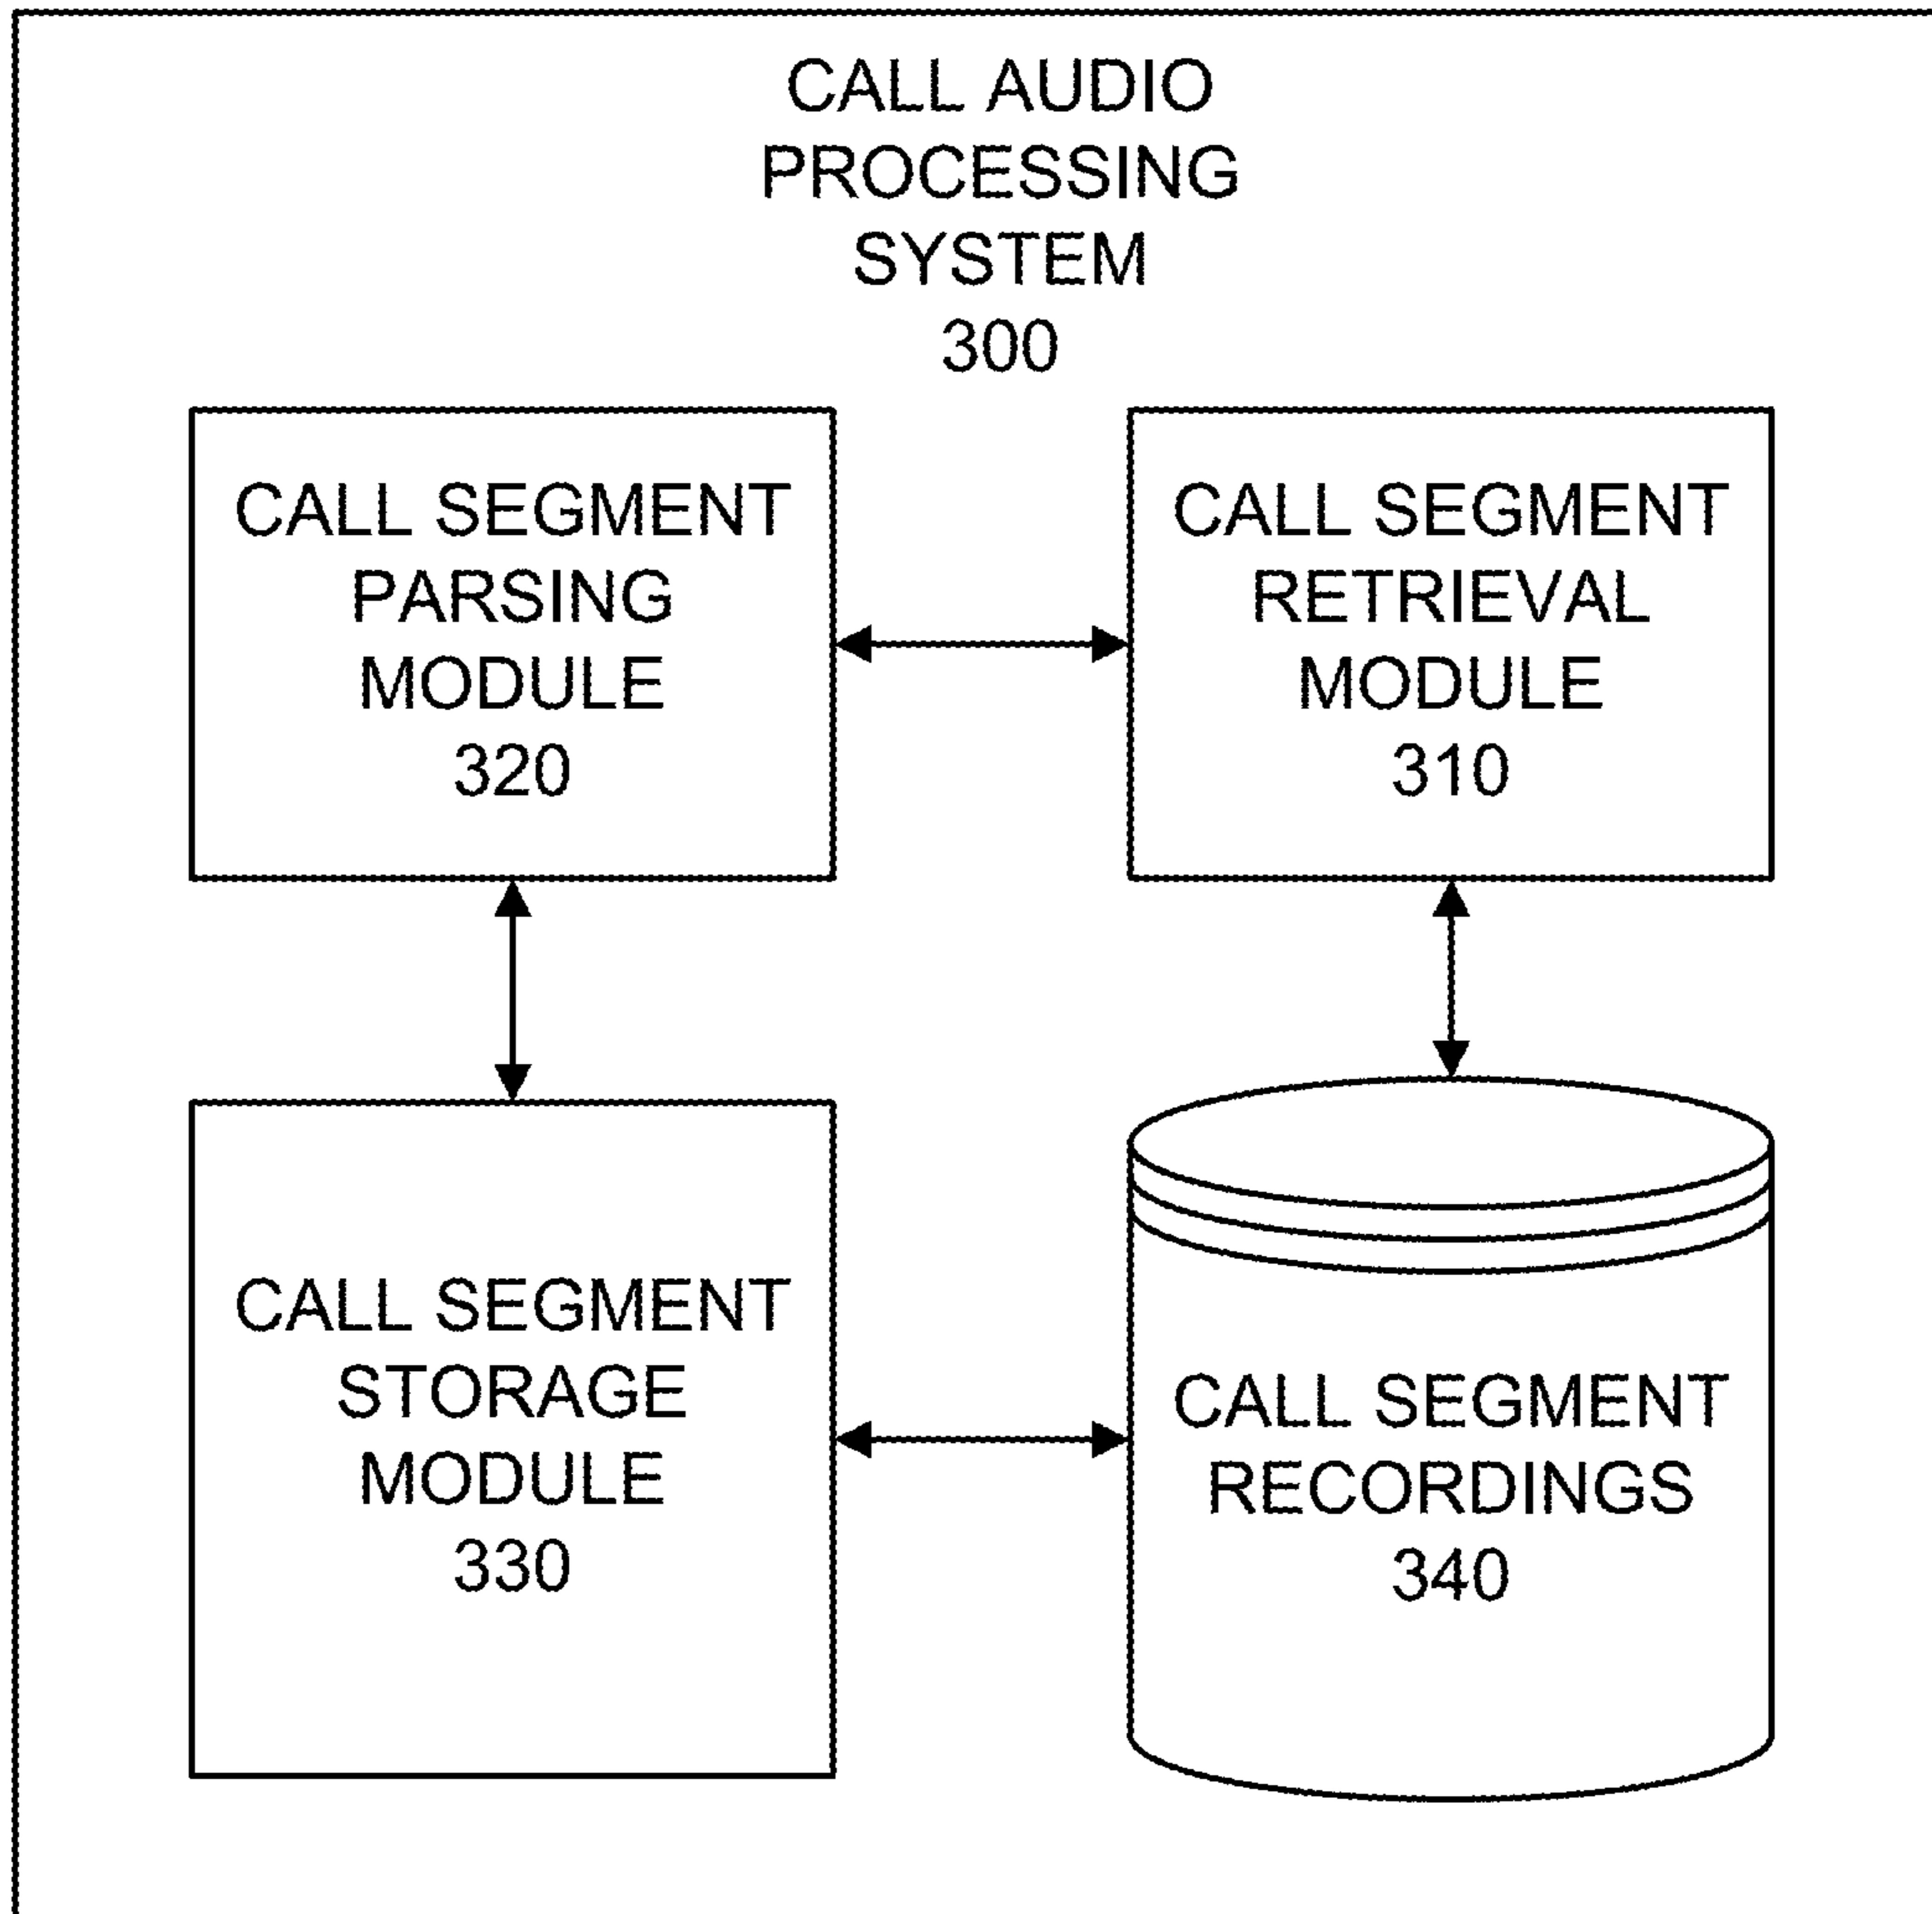 CALL AUDIO
PROCESSING
SYSTEM
300
CALL SEGMENT
PARSING
MODULE
320
CALL SEGMENT
RETRIEVAL
MODULE
310
CALL SEGMENT
STORAGE
MODULE
330
CALL SEGMENT
RECORDINGS
340